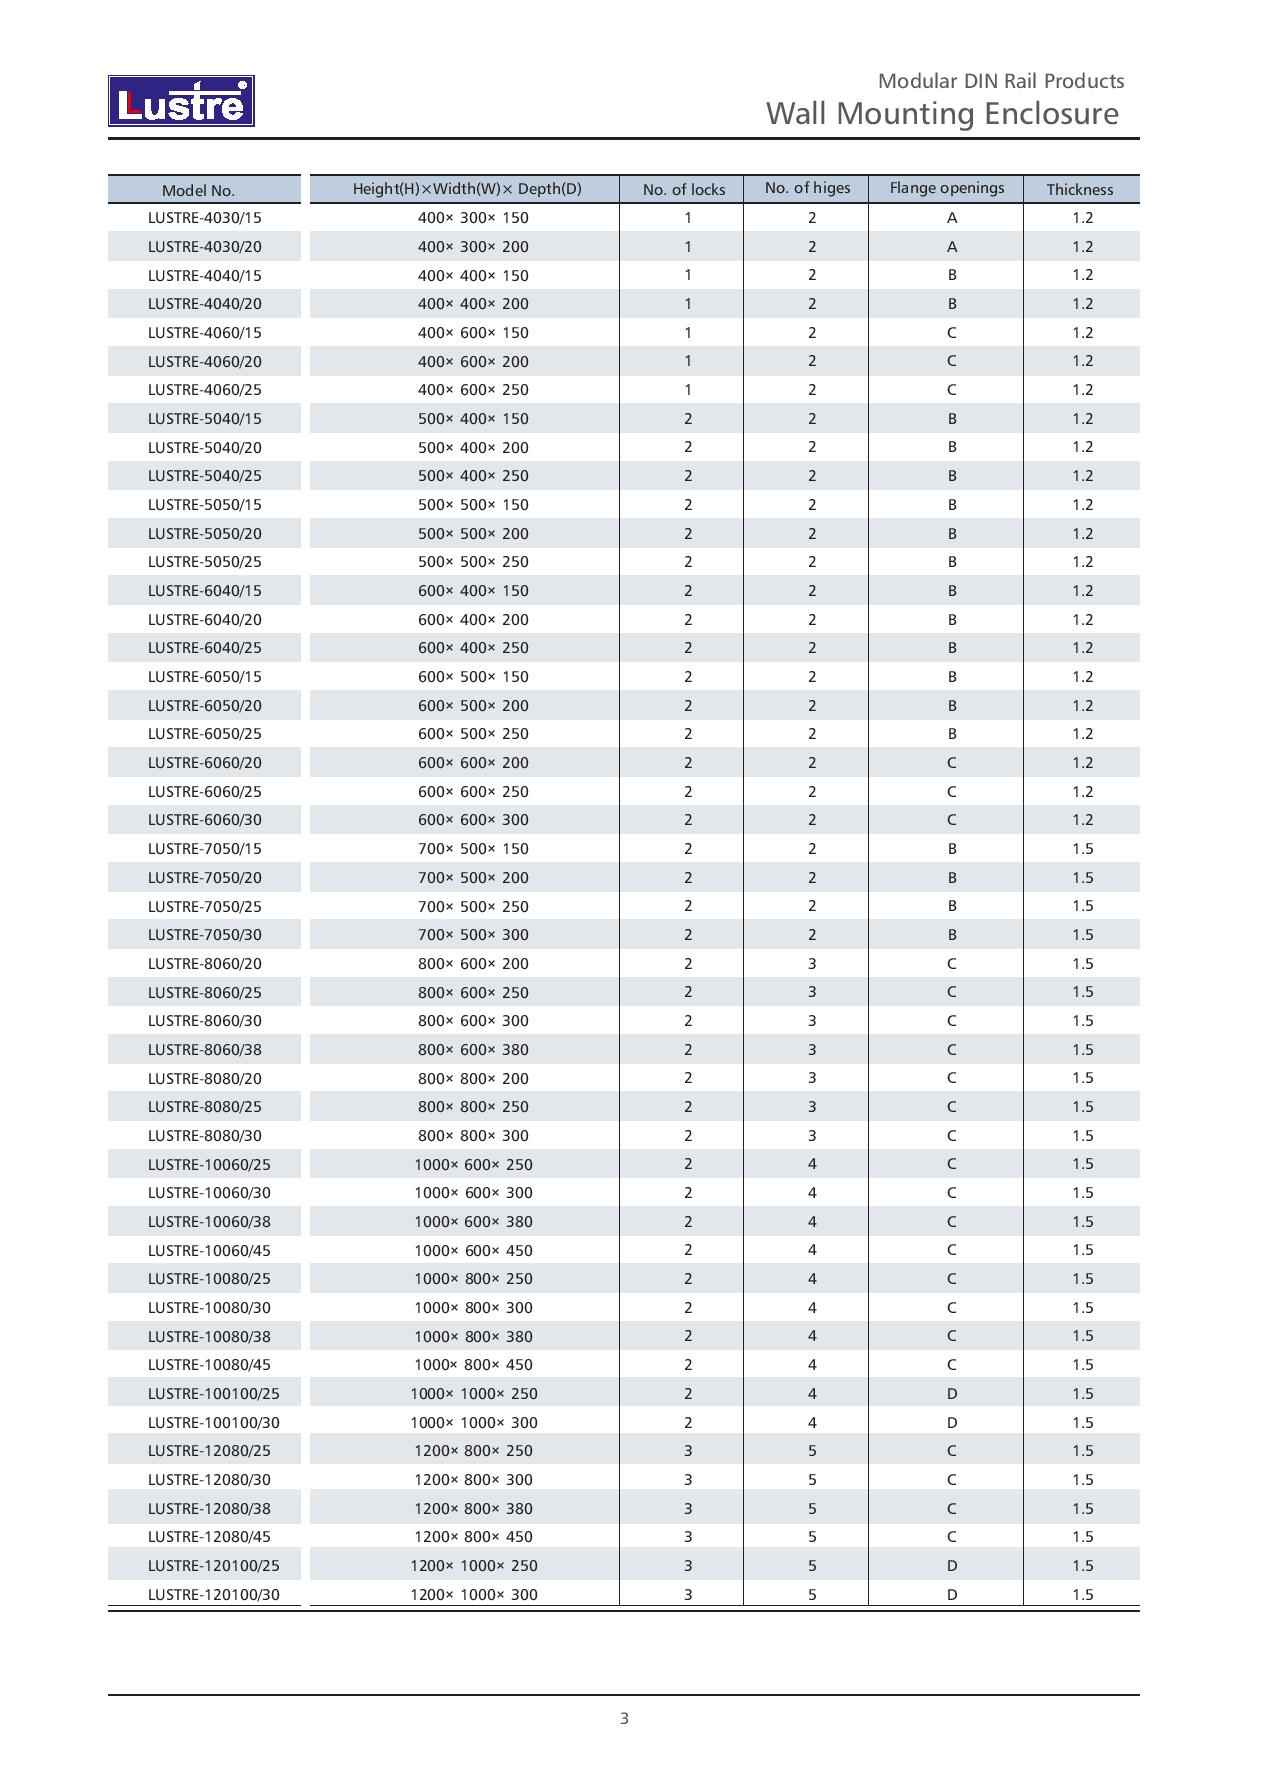 Lustre®
Modular DIN Rail Products
Wall Mounting Enclosure
Model No. Height(H)×Width(W)× Depth(D) No. of locks No. of higes Flange openings Thickness
LUSTRE-4030/15 400× 300× 150 1 2 A 1.2
LUSTRE-4030/20 400× 300× 200 1 2 A 1.2
LUSTRE-4040/15 400× 400× 150 1 2 B 1.2
LUSTRE-4040/20 400× 400× 200 1 2 B 1.2
LUSTRE-4060/15 400× 600× 150 1 2 C 1.2
LUSTRE-4060/20 400× 600× 200 1 2 C 1.2
LUSTRE-4060/25 400× 600× 250 1 2 C 1.2
LUSTRE-5040/15 500× 400× 150 2 2 B 1.2
LUSTRE-5040/20 500× 400× 200 2 2 B 1.2
LUSTRE-5040/25 500× 400× 250 2 2 B 1.2
LUSTRE-5050/15 500× 500× 150 2 2 B 1.2
LUSTRE-5050/20 500× 500× 200 2 2 B 1.2
LUSTRE-5050/25 500× 500× 250 2 2 B 1.2
LUSTRE-6040/15 600× 400× 150 2 2 B 1.2
LUSTRE-6040/20 600× 400× 200 2 2 B 1.2
LUSTRE-6040/25 600× 400× 250 2 2 B 1.2
LUSTRE-6050/15 600× 500× 150 2 2 B 1.2
LUSTRE-6050/20 600× 500× 200 2 2 B 1.2
LUSTRE-6050/25 600× 500× 250 2 2 B 1.2
LUSTRE-6060/20 600× 600× 200 2 2 C 1.2
LUSTRE-6060/25 600× 600× 250 2 2 C 1.2
LUSTRE-6060/30 600× 600× 300 2 2 C 1.2
LUSTRE-7050/15 700× 500× 150 2 2 B 1.5
LUSTRE-7050/20 700× 500× 200 2 2 B 1.5
LUSTRE-7050/25 700× 500× 250 2 2 B 1.5
LUSTRE-7050/30 700× 500× 300 2 2 B 1.5
LUSTRE-8060/20 800× 600× 200 2 3 C 1.5
LUSTRE-8060/25 800× 600× 250 2 3 C 1.5
LUSTRE-8060/30 800× 600× 300 2 3 C 1.5
LUSTRE-8060/38 800× 600× 380 2 3 C 1.5
LUSTRE-8080/20 800× 800× 200 2 3 C 1.5
LUSTRE-8080/25 800× 800× 250 2 3 C 1.5
LUSTRE-8080/30 800× 800× 300 2 3 C 1.5
LUSTRE-10060/25 1000× 600× 250 2 4 C 1.5
LUSTRE-10060/30 1000× 600× 300 2 4 C 1.5
LUSTRE-10060/38 1000× 600× 380 2 4 C 1.5
LUSTRE-10060/45 1000× 600× 450 2 4 C 1.5
LUSTRE-10080/25 1000× 800× 250 2 4 C 1.5
LUSTRE-10080/30 1000× 800× 300 2 4 C 1.5
LUSTRE-10080/38 1000× 800× 380 2 4 C 1.5
LUSTRE-10080/45 1000× 800× 450 2 4 C 1.5
LUSTRE-100100/25 1000× 1000× 250 2 4 D 1.5
LUSTRE-100100/30 1000× 1000× 300 2 4 D 1.5
LUSTRE-12080/25 1200× 800× 250 3 5 C 1.5
LUSTRE-12080/30 1200× 800× 300 3 5 C 1.5
LUSTRE-12080/38 1200× 800× 380 3 5 C 1.5
LUSTRE-12080/45 1200× 800× 450 3 5 C 1.5
LUSTRE-120100/25 1200× 1000× 250 3 5 D 1.5
LUSTRE-120100/30 1200× 1000× 300 3 5 D 1.5
3